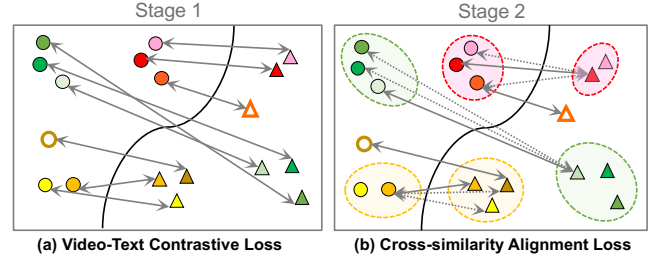 Stage 1
Stage 2
(a) Video-Text Contrastive Loss
(b) Cross-similarity Alignment Loss